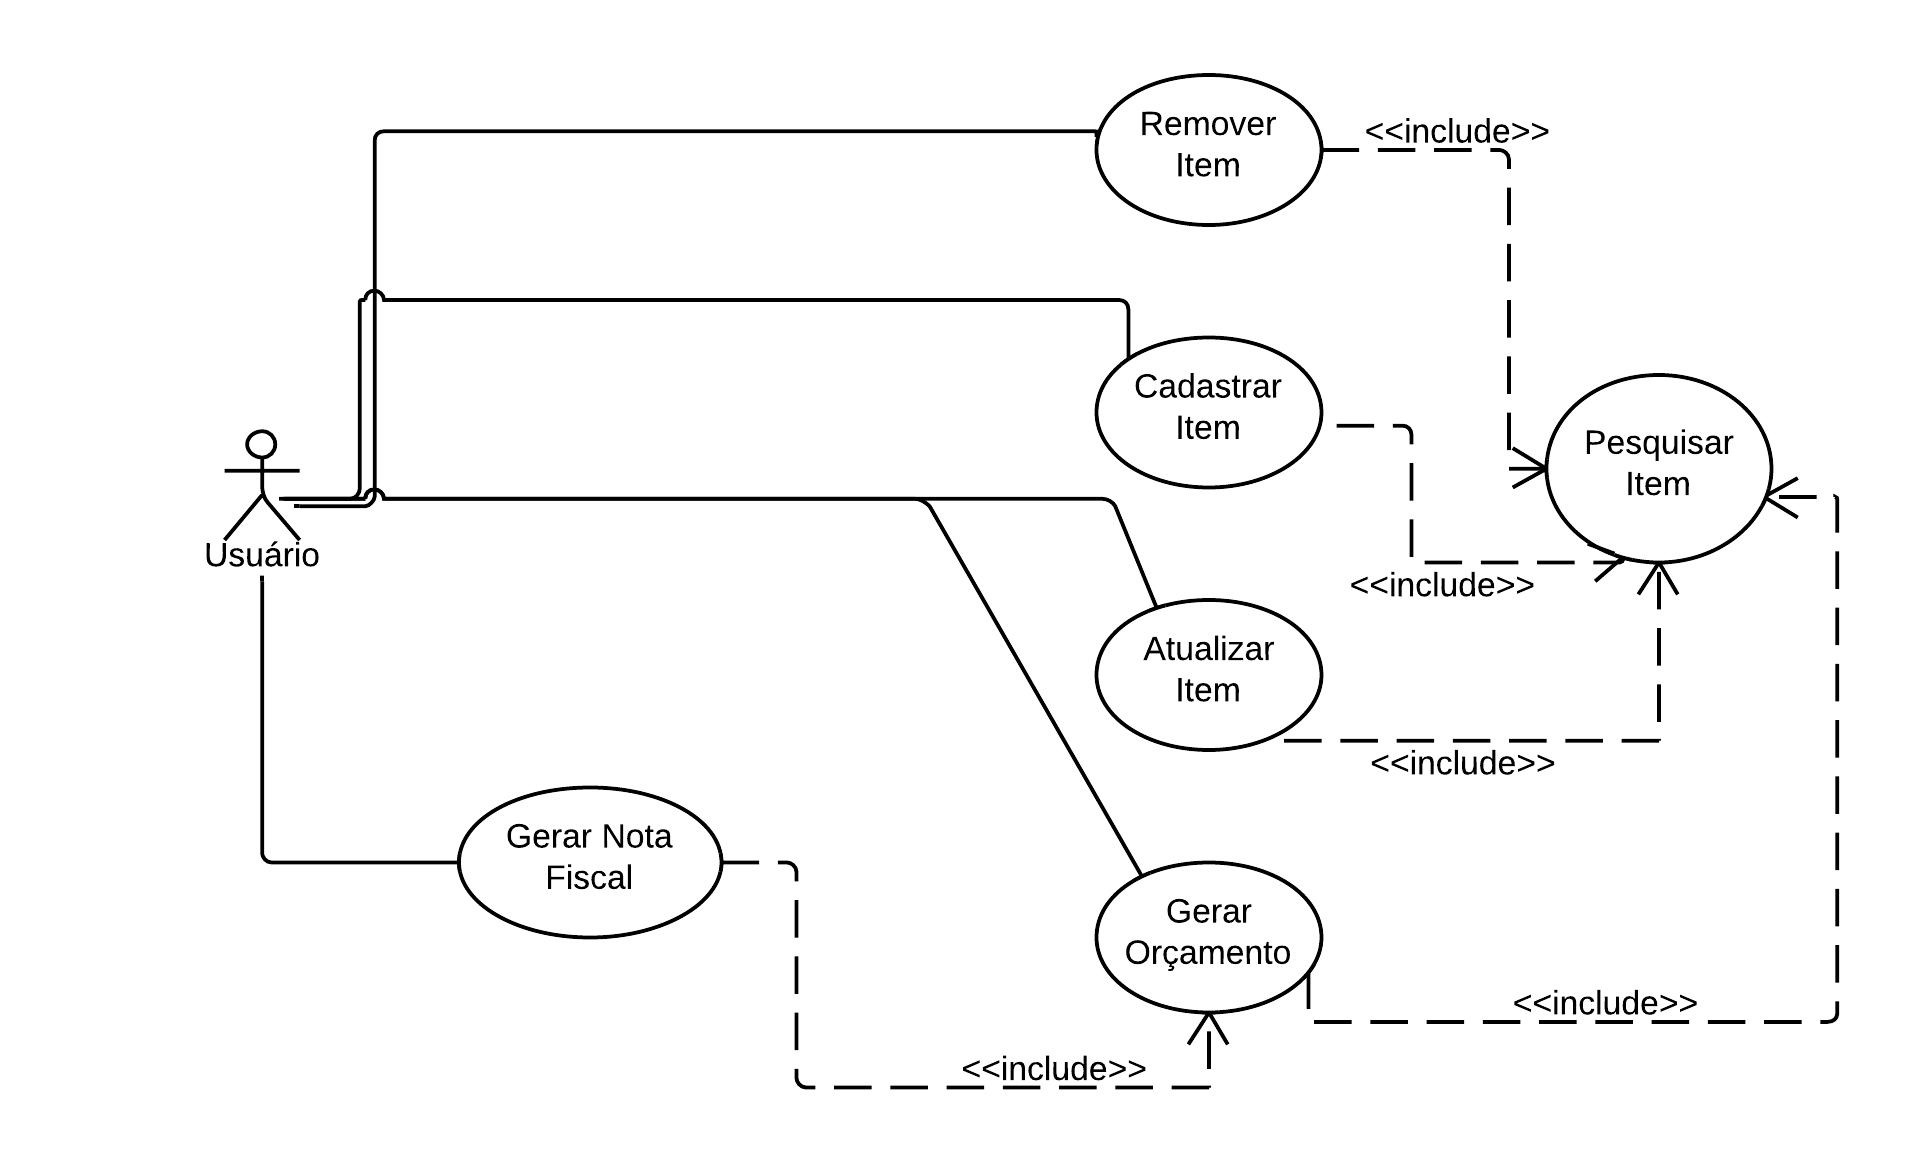 Remover
Item
<<include>>
Cadastrar
Item
Pesquisar
Item
Usuário
<<include>>
Atualizar
Item
<<include>>
Gerar Nota
Fiscal
Gerar
Orçamento
<<include>>
<<include>>